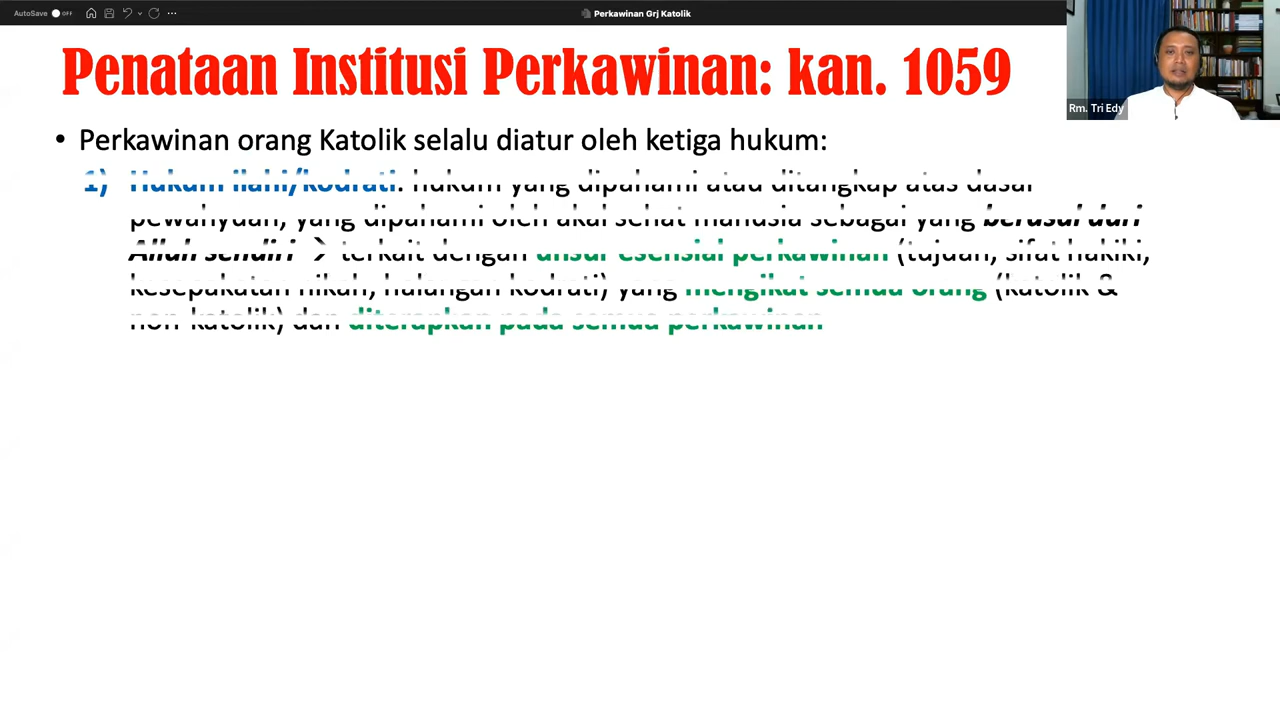 AutoSave OFF
Perkawinan Grj Katolik
Penataan Institusi Perkawinan: kan. 1059
Rm. Tri Edy
• Perkawinan orang Katolik selalu diatur oleh ketiga hukum:
1) Hukum ilahi/kodrati: hukum yang dipahami atau ditangkap atas dasar
pewahyuan, yang dipahami oleh akal sehat manusia sebagai yang berasal dari
Allah sendiri → terkait dengan unsur esensial perkawinan (tujuan, sifat hakiki,
kesepakatan nikah, halangan kodrati) yang mengikat semua orang (katolik &
non-katolik) dan diterapkan pada semua perkawinan